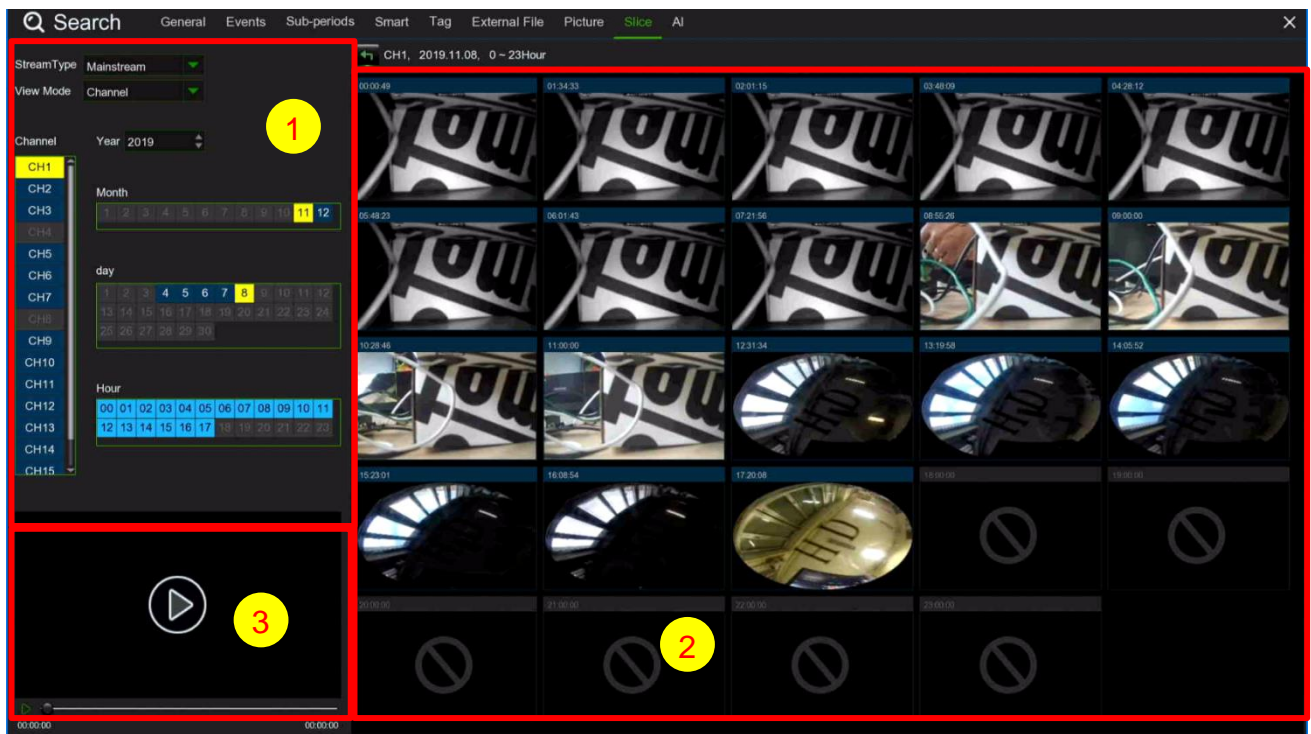 Search General Events Sub-periods Smart Tag External File Picture Slice AI
CH1, 2019.11.08, 0 ~ 23Hour
StreamType Mainstream
View Mode Channel
1
Channel Year 2019
CH1
CH2
CH3
CH4
CH5
CH6
CH7
CH8
CH9
CH10
CH11
CH12
CH13
CH14
CH15
Month
1 2 3 4 5 6 7 8 9 10 11 12
day
1 2 3 4 5 6 7 8 9 10 11 12
13 14 15 16 17 18 19 20 21 22 23 24
25 26 27 28 29 30
Hour
00 01 02 03 04 05 06 07 08 09 10 11
12 13 14 15 16 17 18 19 20 21 22 23
3
00:00:00 00:00:00
00:00:49 01:34:33 02:01:15 03:48:09 04:28:12
05:48:23 06:01:43 07:21:56 08:55:26 09:00:00
10:28:46 11:00:00 12:31:34 13:19:58 14:05:52
15:23:01 16:08:54 17:20:08 18:00:00 19:00:00
20:00:00 21:00:00 22:00:00 23:00:00
2